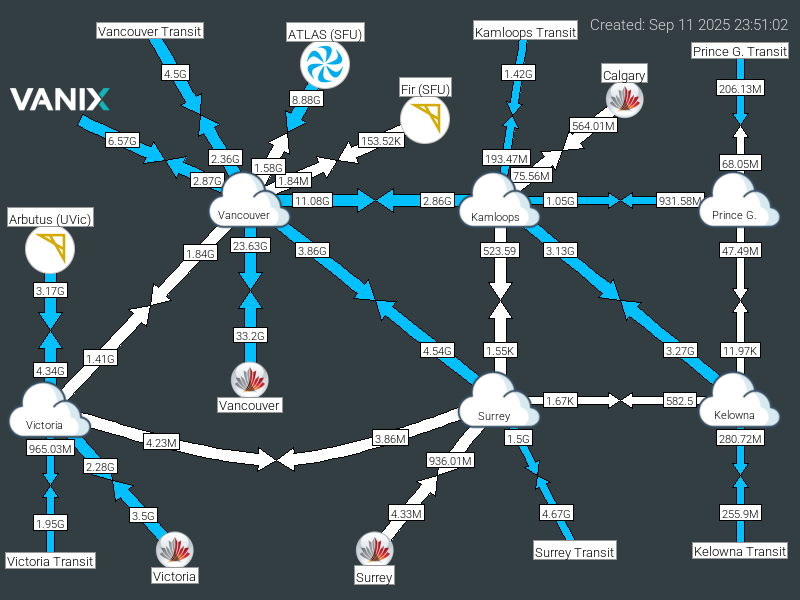 Created: Sep 11 2025 23:51:02
Vancouver Transit
ATLAS (SFU)
Kamloops Transit
Prince G. Transit
4.5G
8.88G
Fir (SFU)
1.42G
Calgary
206.13M
VANIX
6.57G
153.52K
564.01M
2.36G
1.58G
193.47M
68.05M
2.87G
1.84M
75.56M
11.08G
2.86G
1.05G
931.58M
Vancouver
Kamloops
Prince G.
Arbutus (UVic)
1.84G
23.63G
3.86G
523.59
3.13G
47.49M
3.17G
33.2G
4.34G
1.41G
4.54G
1.55K
3.27G
11.97K
Vancouver
Victoria
Surrey
1.67K
582.5
Kelowna
965.03M
4.23M
3.86M
1.5G
280.72M
2.28G
936.01M
1.95G
3.5G
4.33M
4.67G
255.9M
Victoria Transit
Victoria
Surrey
Surrey Transit
Kelowna Transit